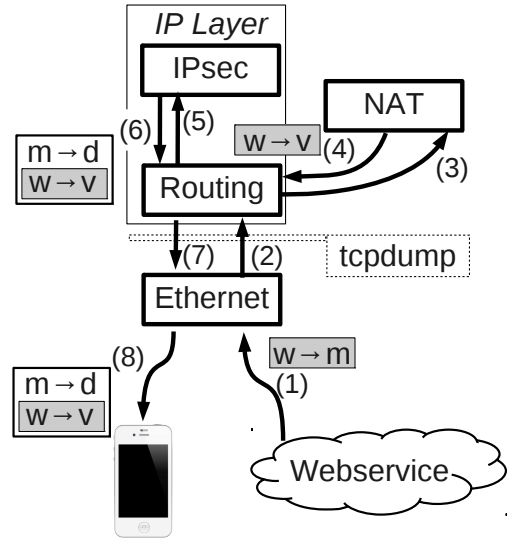 IP Layer
IPsec
NAT
(6)
(5)
w→v
(4)
(3)
m→d
w→v
Routing
(7)
(2)
tcpdump
Ethernet
(8)
w→m
(1)
m→d
w→v
Webservice